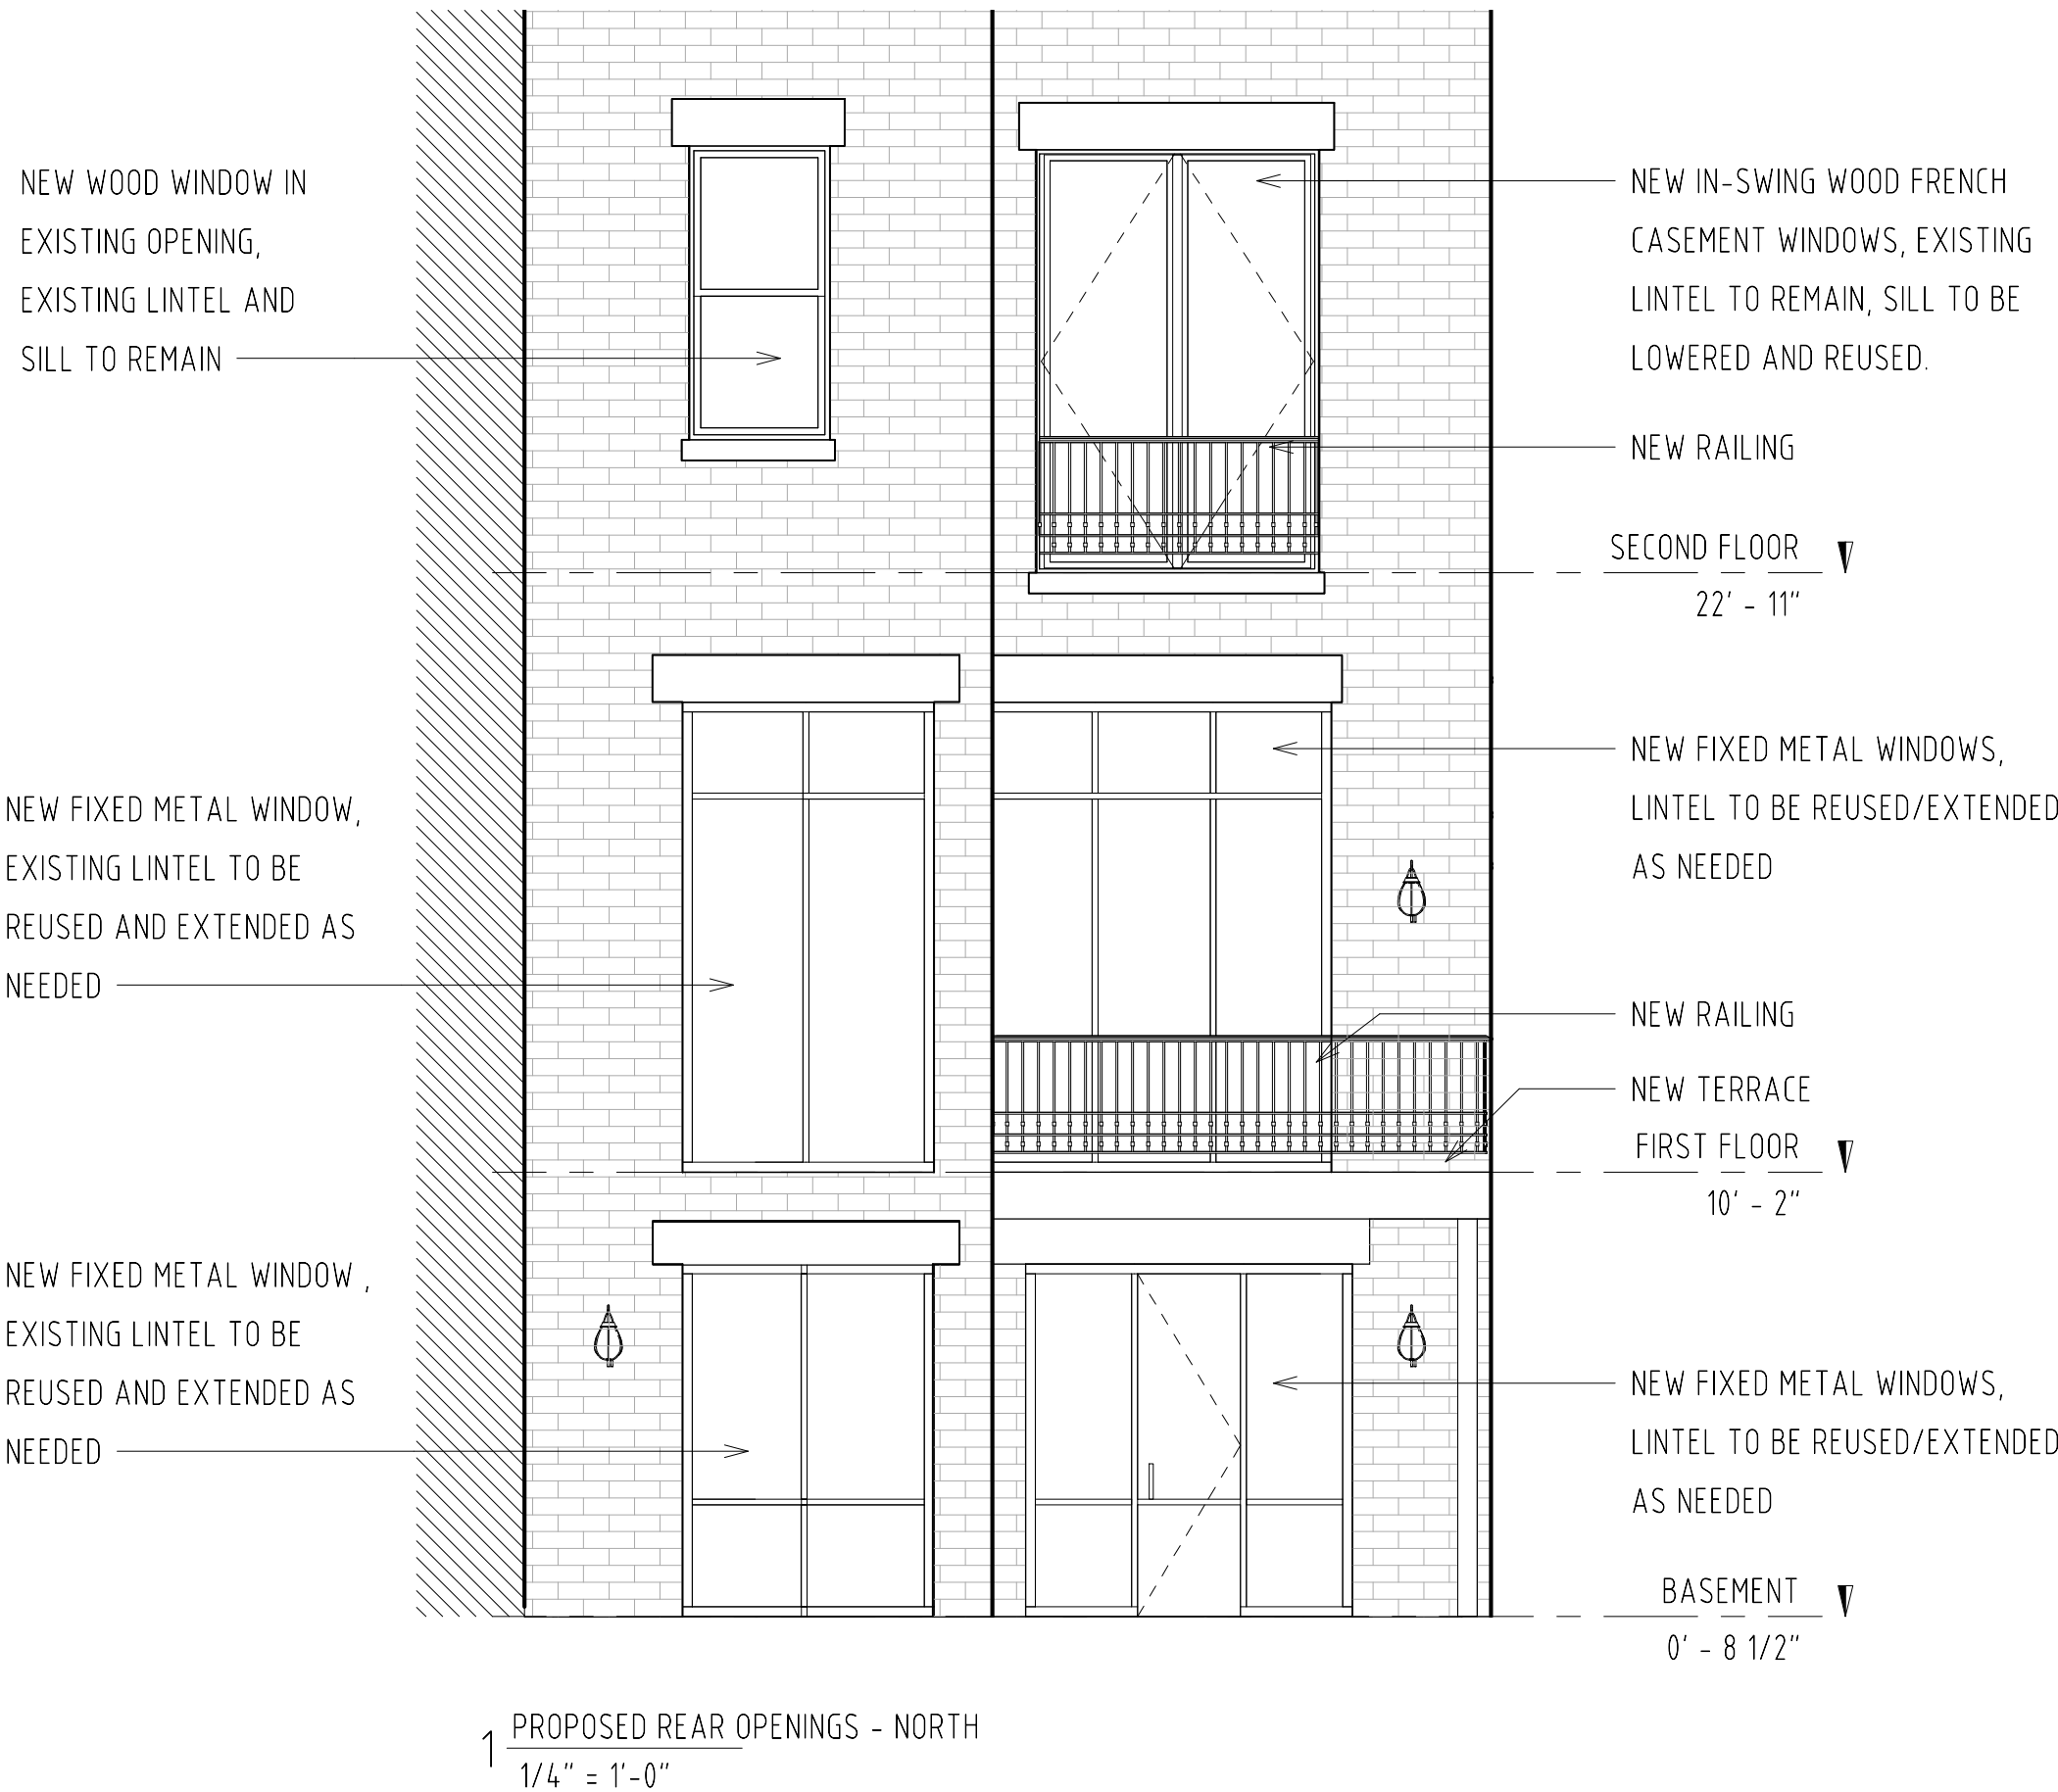 NEW WOOD WINDOW IN
EXISTING OPENING,
EXISTING LINTEL AND
SILL TO REMAIN
NEW FIXED METAL WINDOW,
EXISTING LINTEL TO BE
REUSED AND EXTENDED AS
NEEDED
NEW FIXED METAL WINDOW ,
EXISTING LINTEL TO BE
REUSED AND EXTENDED AS
NEEDED
NEW IN-SWING WOOD FRENCH
CASEMENT WINDOWS, EXISTING
LINTEL TO REMAIN, SILL TO BE
LOWERED AND REUSED.
NEW RAILING
SECOND FLOOR
22' - 11"
NEW FIXED METAL WINDOWS,
LINTEL TO BE REUSED/EXTENDED
AS NEEDED
NEW RAILING
NEW TERRACE
FIRST FLOOR
10' - 2"
NEW FIXED METAL WINDOWS,
LINTEL TO BE REUSED/EXTENDED
AS NEEDED
BASEMENT
0' - 8 1/2"
1 PROPOSED REAR OPENINGS - NORTH
1/4" = 1'-0"